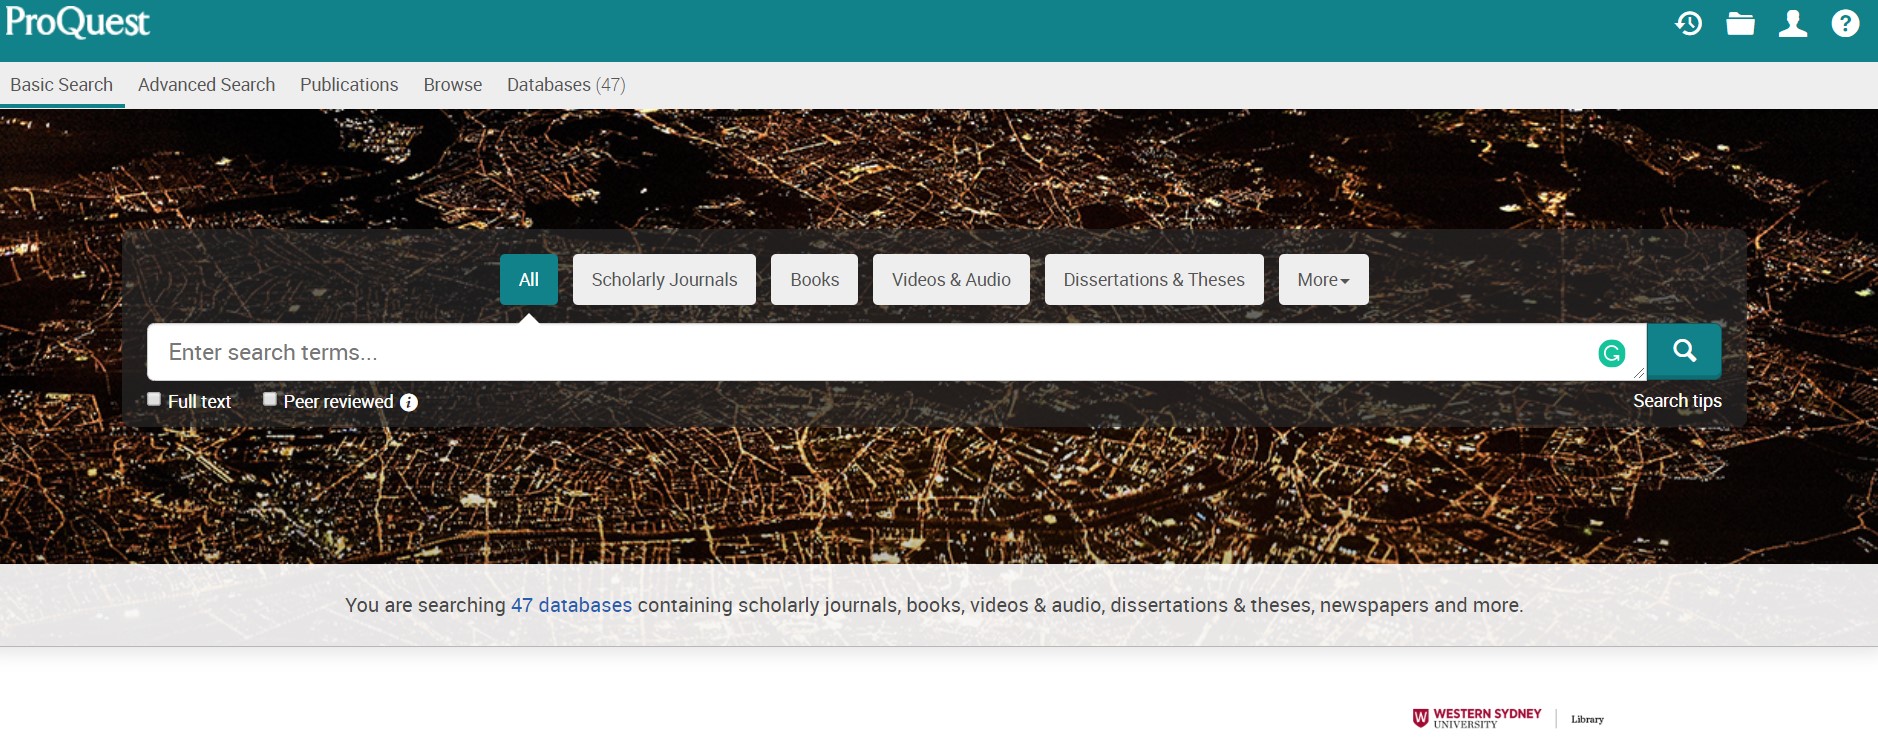 ProQuest
?
Basic Search Advanced Search Publications Browse Databases (47)
All Scholarly Journals Books Videos & Audio Dissertations & Theses More
Enter search terms...
G
Full text Peer reviewed i
Search tips
You are searching 47 databases containing scholarly journals, books, videos & audio, dissertations & theses, newspapers and more.
W WESTERN SYDNEY
UNIVERSITY
Library